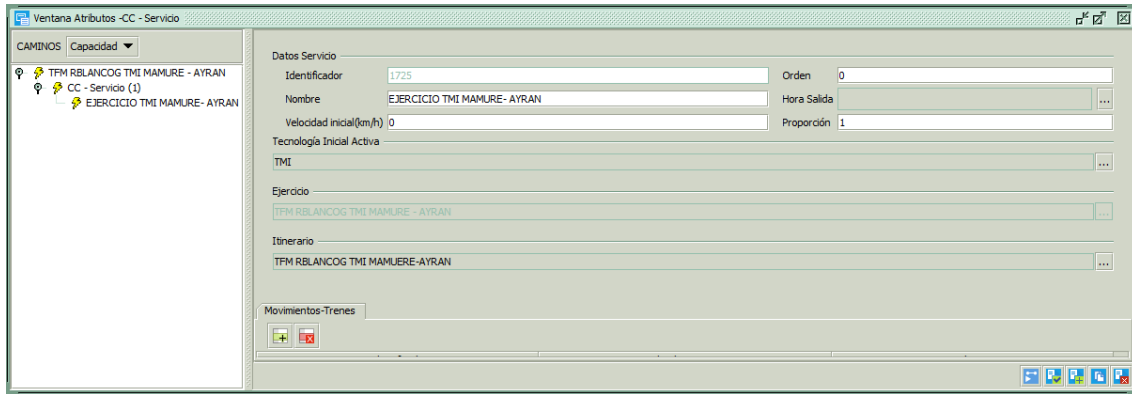 Ventana Atributos -CC - Servicio
CAMINOS Capacidad
TFM RBLANCOG TMI MAMURE - AYRAN
CC - Servicio (1)
EJERCICIO TMI MAMURE- AYRAN
Datos Servicio
Identificador 1725 Orden 0
Nombre EJERCICIO TMI MAMURE- AYRAN Hora Salida ...
Velocidad inicial(km/h) 0 Proporción 1
Tecnología Inicial Activa
TMI ...
Ejercicio
TFM RBLANCOG TMI MAMURE - AYRAN ...
Itinerario
TFM RBLANCOG TMI MAMUERE-AYRAN ...
Movimientos-Trenes